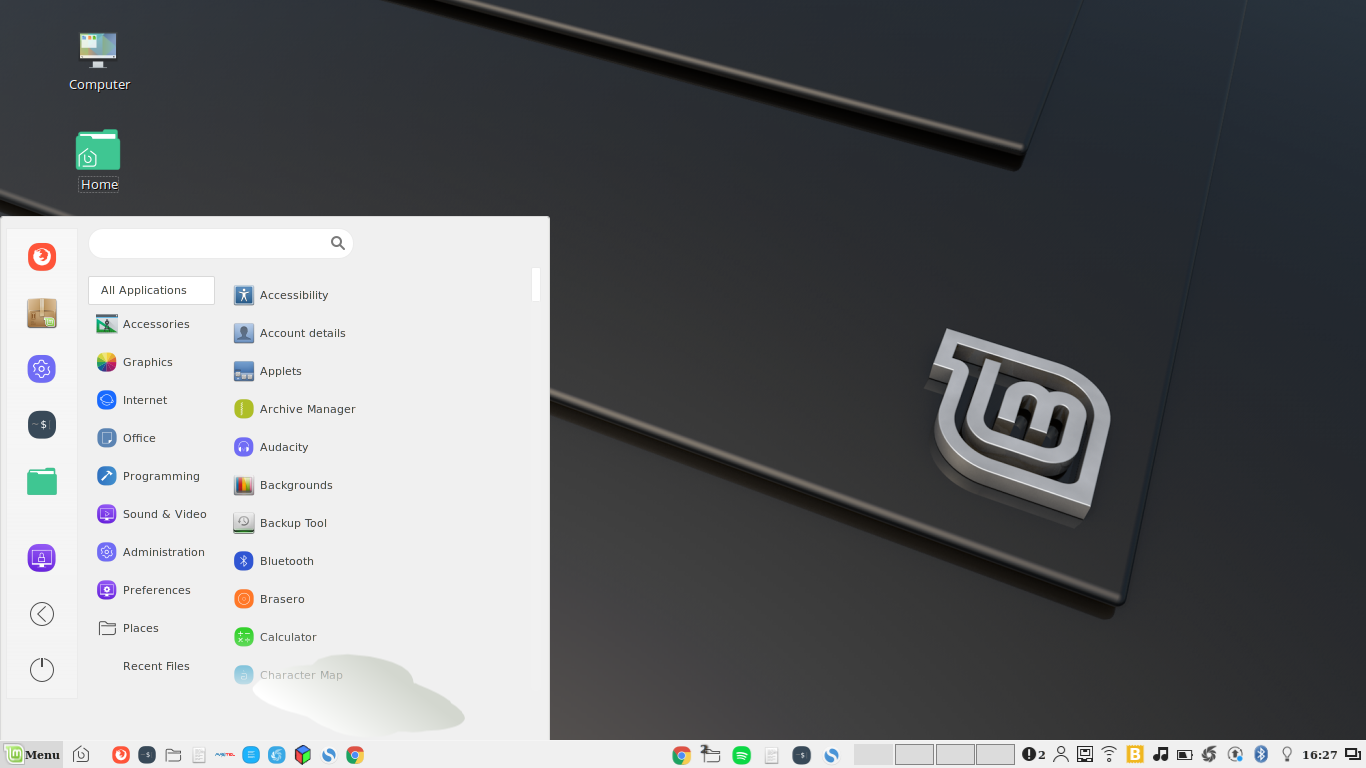 Computer
Home
All Applications
Accessories
Graphics
Internet
Office
Programming
Sound & Video
Administration
Preferences
Places
Recent Files
Accessibility
Account details
Applets
Archive Manager
Audacity
Backgrounds
Backup Tool
Bluetooth
Brasero
Calculator
Character Map
~$
Menu
~$
2
~$
2
B
16:27